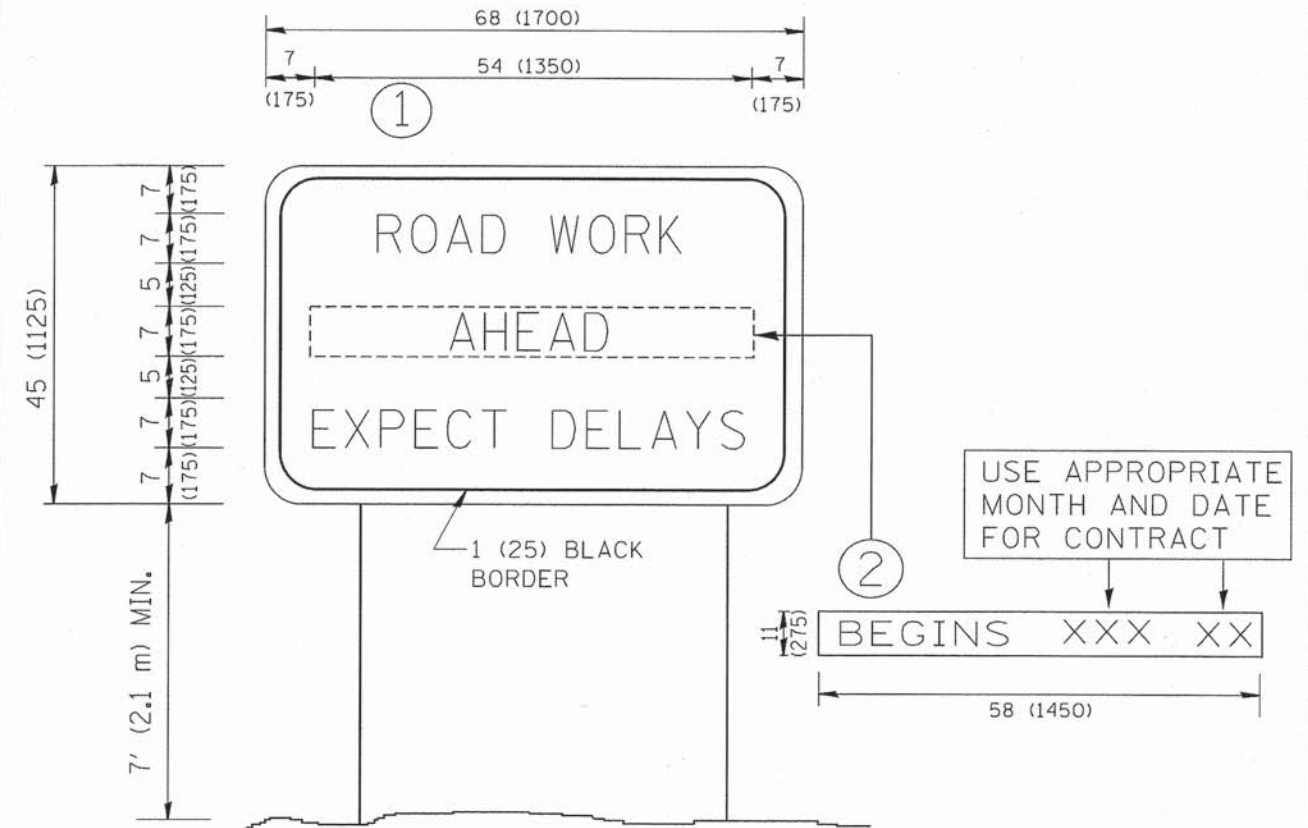 68 (1700)
7 54 (1350) 7
(175) (175)
1
45 (1125)
7 (175)
7 (175)
5 (125)
7 (175)
5 (125)
7 (175)
7 (175)
ROAD WORK
AHEAD
EXPECT DELAYS
1 (25) BLACK
BORDER
7' (2.1 m) MIN.
2
USE APPROPRIATE
MONTH AND DATE
FOR CONTRACT
11
(275)
BEGINS XXX XX
58 (1450)